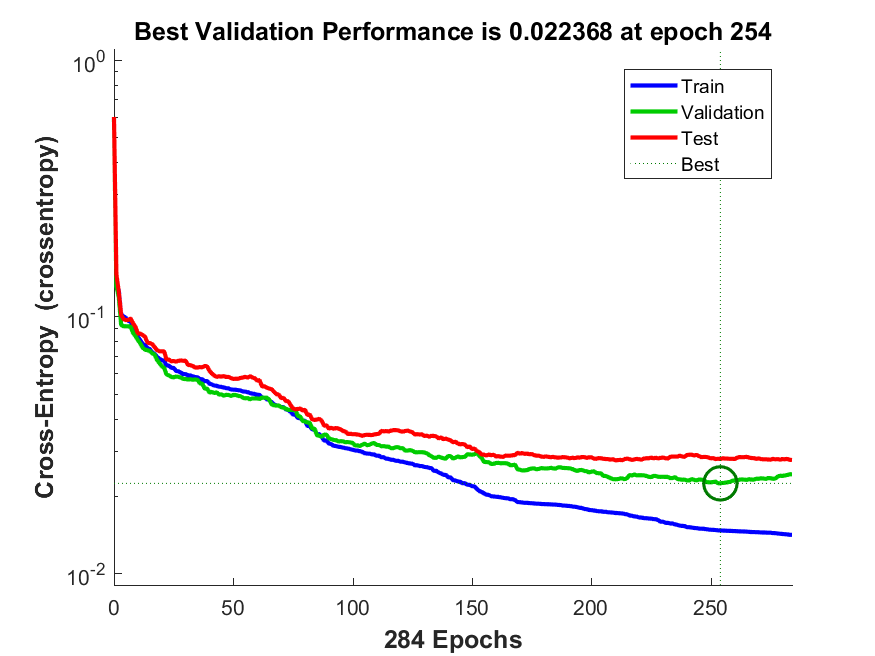 Best Validation Performance is 0.022368 at epoch 254
Cross-Entropy (crossentropy)
10^0
10^-1
10^-2
Train
Validation
Test
Best
0 50 100 150 200 250
284 Epochs